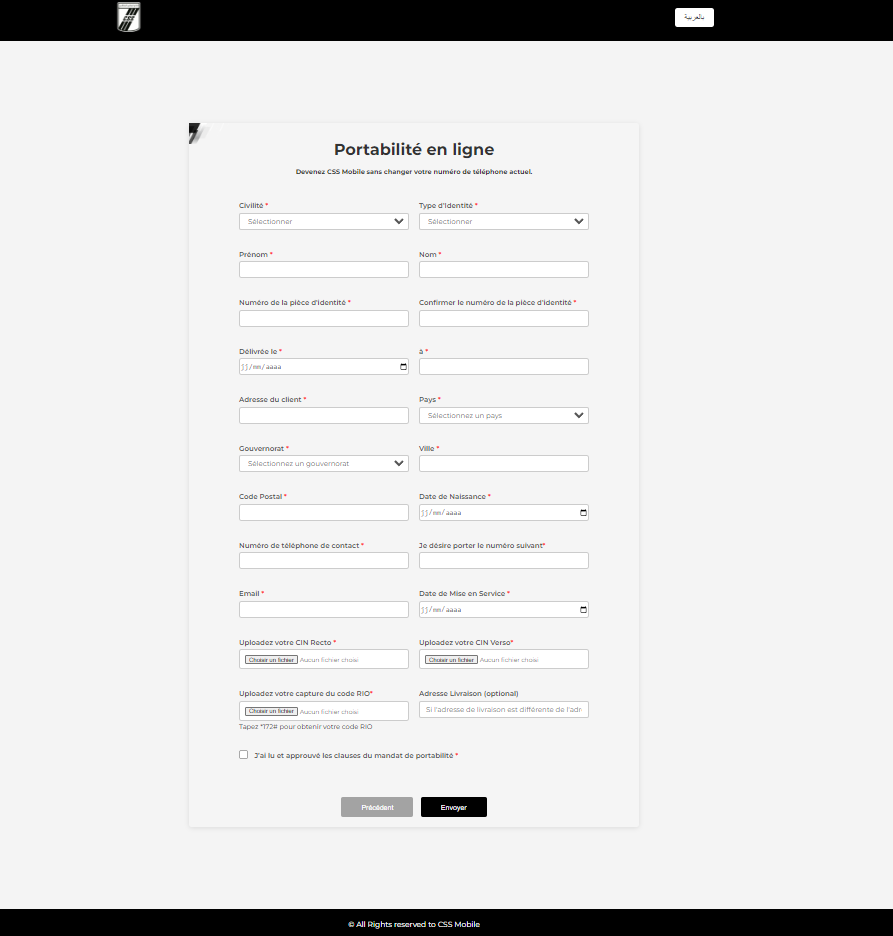 CSS
بالعربية
Portabilité en ligne
Devenez CSS Mobile sans changer votre numéro de téléphone actuel.
Civilité * Type d'Identité *
Sélectionner Sélectionner
Prénom * Nom *
Numéro de la pièce d'identité * Confirmer le numéro de la pièce d'identité *
Délivrée le * à *
jj/mm/aaaa
Adresse du client * Pays *
Sélectionnez un pays
Gouvernorat * Ville *
Sélectionnez un gouvernorat
Code Postal * Date de Naissance *
jj/mm/aaaa
Numéro de téléphone de contact * Je désire porter le numéro suivant*
Email * Date de Mise en Service *
jj/mm/aaaa
Uploadez votre CIN Recto * Uploadez votre CIN Verso*
Choisir un fichier Aucun fichier choisi Choisir un fichier Aucun fichier choisi
Uploadez votre capture du code RIO* Adresse Livraison (optional)
Choisir un fichier Aucun fichier choisi Si l'adresse de livraison est différente de l'adr
Tapez *172# pour obtenir votre code RIO
J'ai lu et approuvé les clauses du mandat de portabilité *
Précédent Envoyer
© All Rights reserved to CSS Mobile